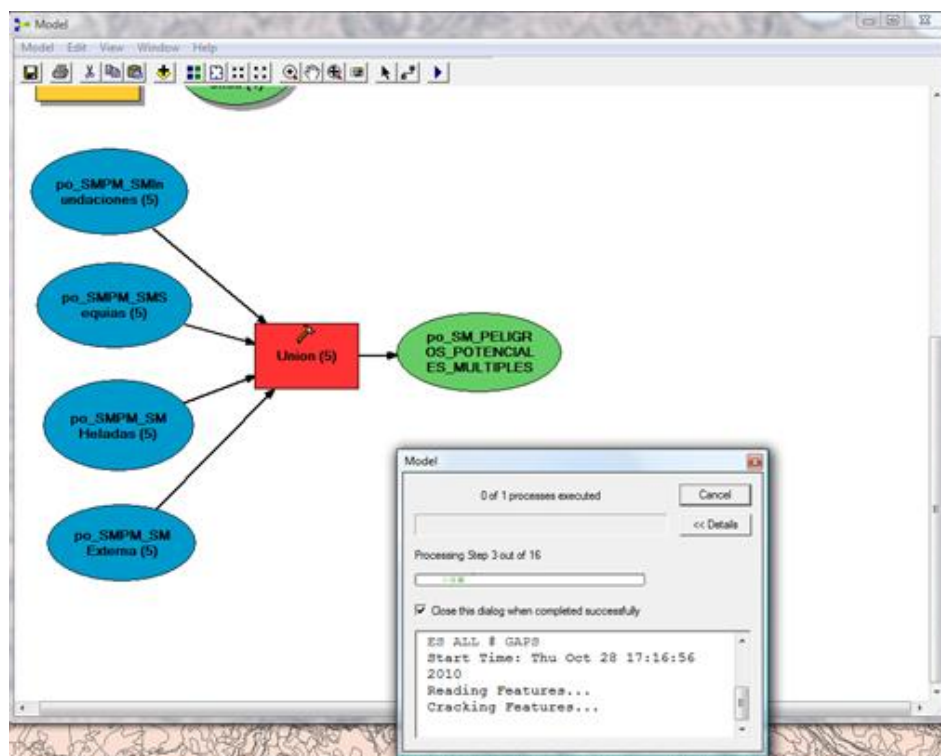 Model
Model Edit View Window Help
po_SMPM_SMIn
undaciones (5)
po_SMPM_SMS
equias (5)
po_SMPM_SM
Heladas (5)
po_SMPM_SM
Externa (5)
Union (5)
po_SM_PELIGR
OS_POTENCIAL
ES_MULTIPLES
Model
0 of 1 processes executed
Cancel
<< Details
Processing Step 3 out of 16
Close this dialog when completed successfully
ES ALL # GAPS
Start Time: Thu Oct 28 17:16:56
2010
Reading Features...
Cracking Features...